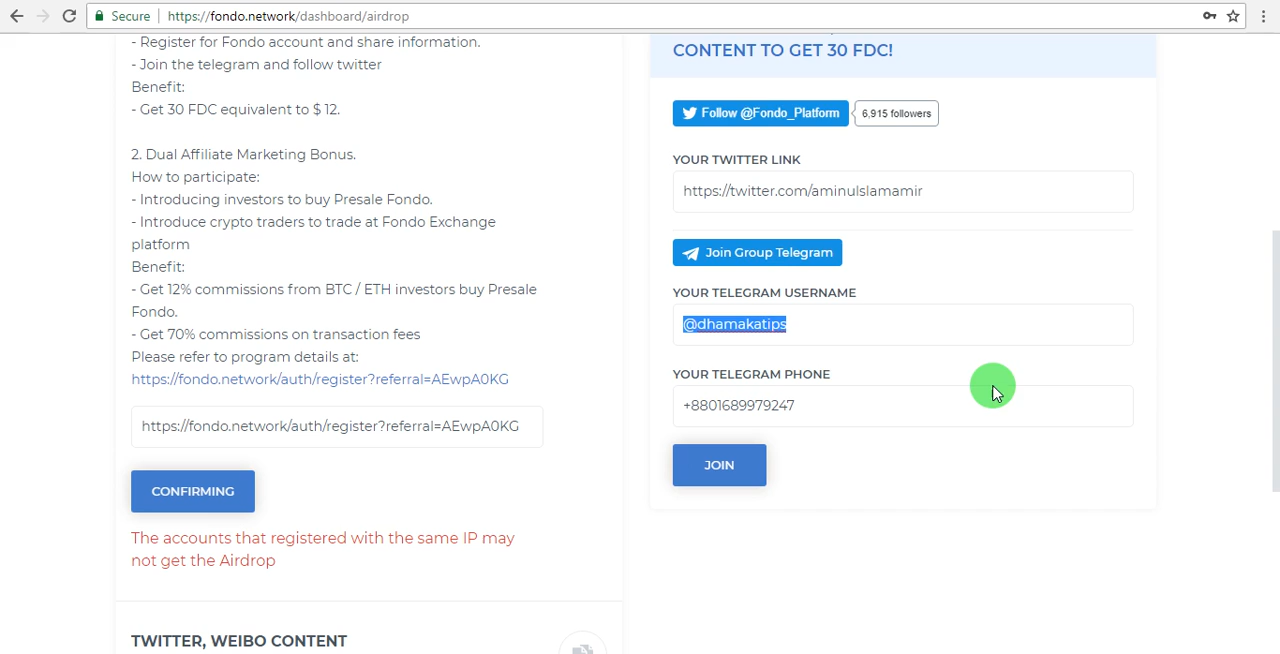 Secure
https://fondo.network/dashboard/airdrop
- Register for Fondo account and share information.
- Join the telegram and follow twitter
Benefit:
- Get 30 FDC equivalent to $ 12.
2. Dual Affiliate Marketing Bonus.
How to participate:
- Introducing investors to buy Presale Fondo.
- Introduce crypto traders to trade at Fondo Exchange
platform
Benefit:
- Get 12% commissions from BTC / ETH investors buy Presale
Fondo.
- Get 70% commissions on transaction fees
Please refer to program details at:
https://fondo.network/auth/register?referral=AEwpA0KG
https://fondo.network/auth/register?referral=AEwpA0KG
CONFIRMING
The accounts that registered with the same IP may
not get the Airdrop
TWITTER, WEIBO CONTENT
CONTENT TO GET 30 FDC!
Follow @Fondo_Platform
6,915 followers
YOUR TWITTER LINK
https://twitter.com/aminulslamamir
Join Group Telegram
YOUR TELEGRAM USERNAME
@dhamakatips
YOUR TELEGRAM PHONE
+8801689979247
JOIN